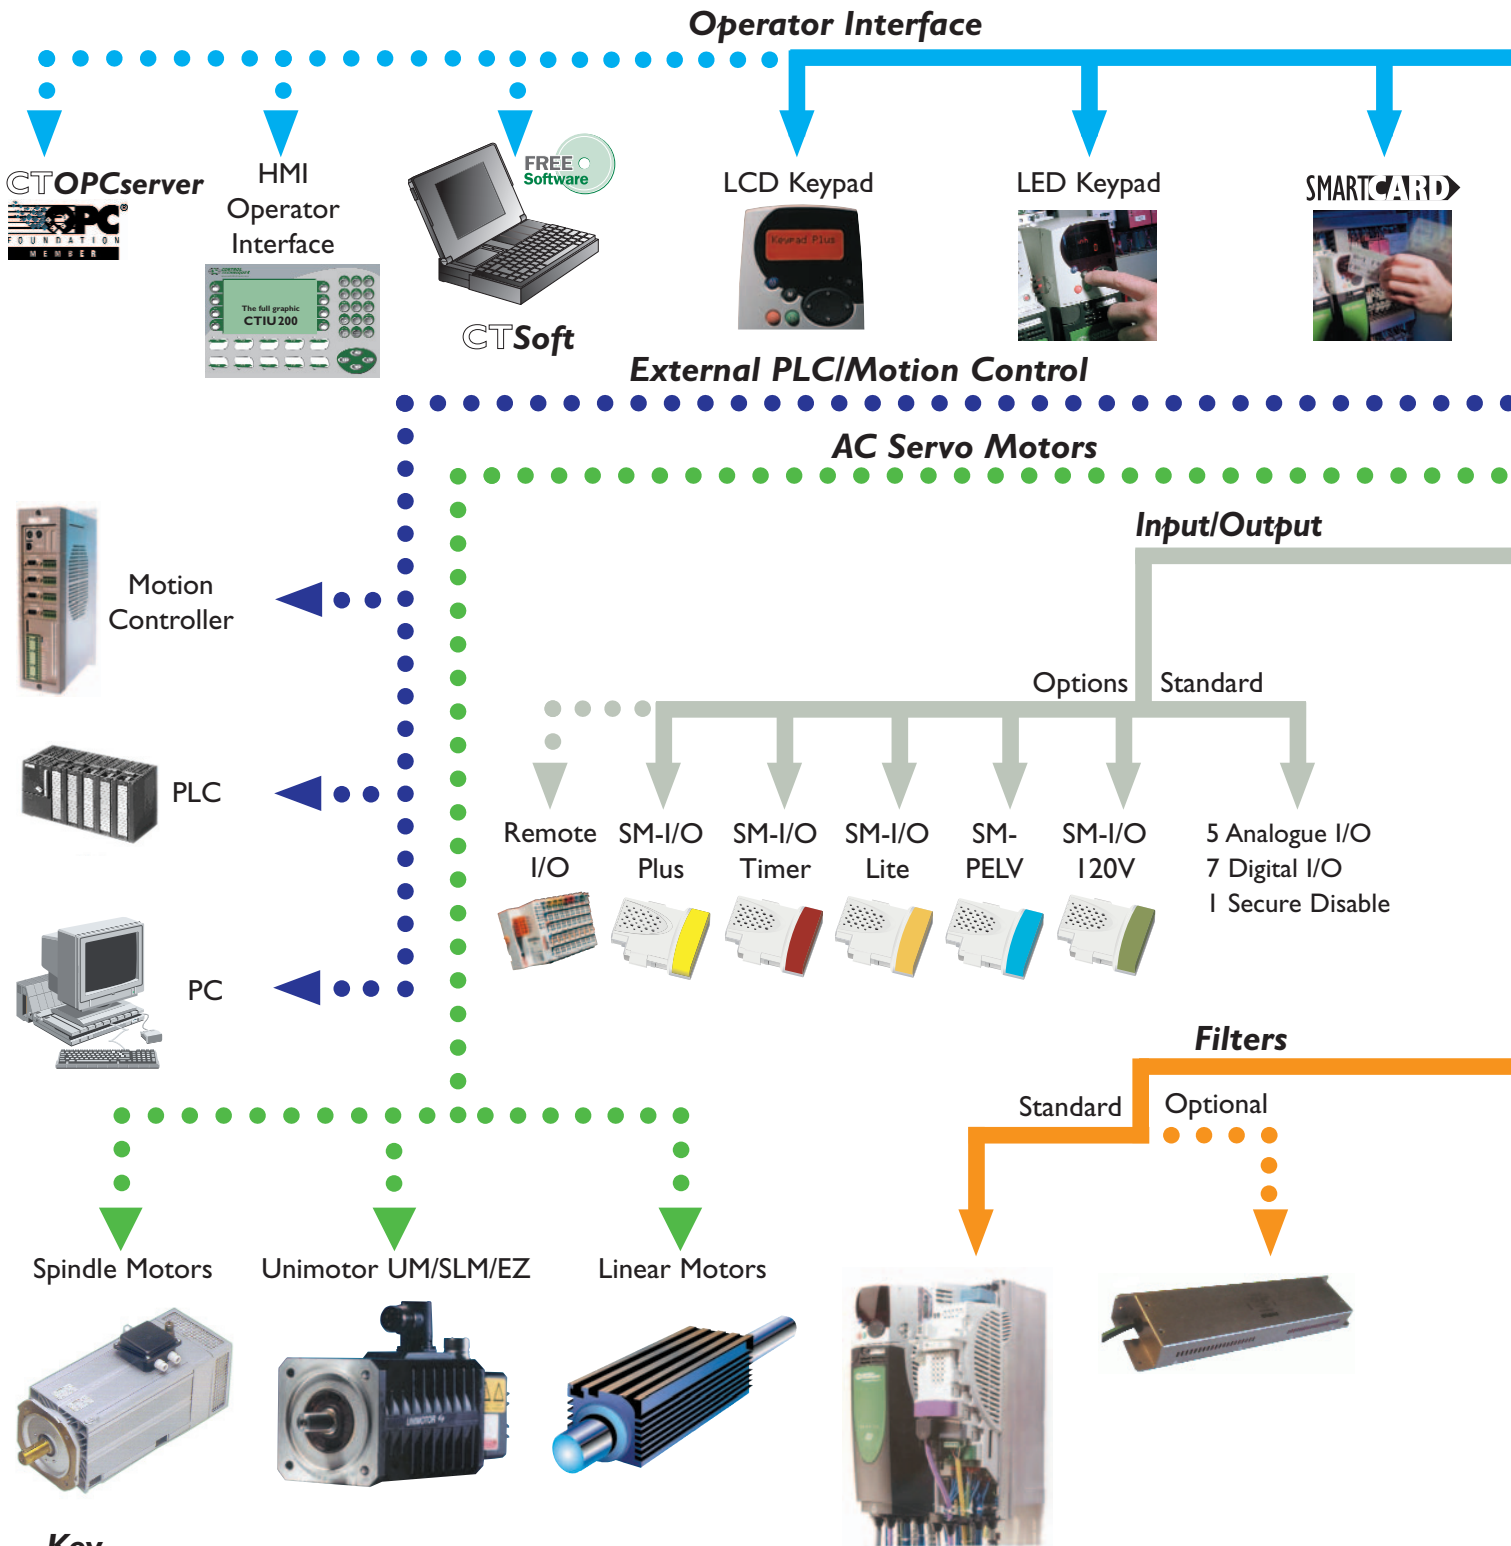 Operator Interface
CTOPCserver
OPC®
FOUNDATION
MEMBER
HMI
Operator
Interface
The full graphic
CTIU200
FREE
Software
CTSoft
LCD Keypad
Keypad Plus
LED Keypad
SMARTCARD
External PLC/Motion Control
AC Servo Motors
Input/Output
Motion
Controller
PLC
PC
Options
Standard
Remote
I/O
SM-I/O
Plus
SM-I/O
Timer
SM-I/O
Lite
SM-
PELV
SM-I/O
120V
5 Analogue I/O
7 Digital I/O
1 Secure Disable
Filters
Standard
Optional
Spindle Motors
Unimotor UM/SLM/EZ
Linear Motors
UNIMOTOR
Key